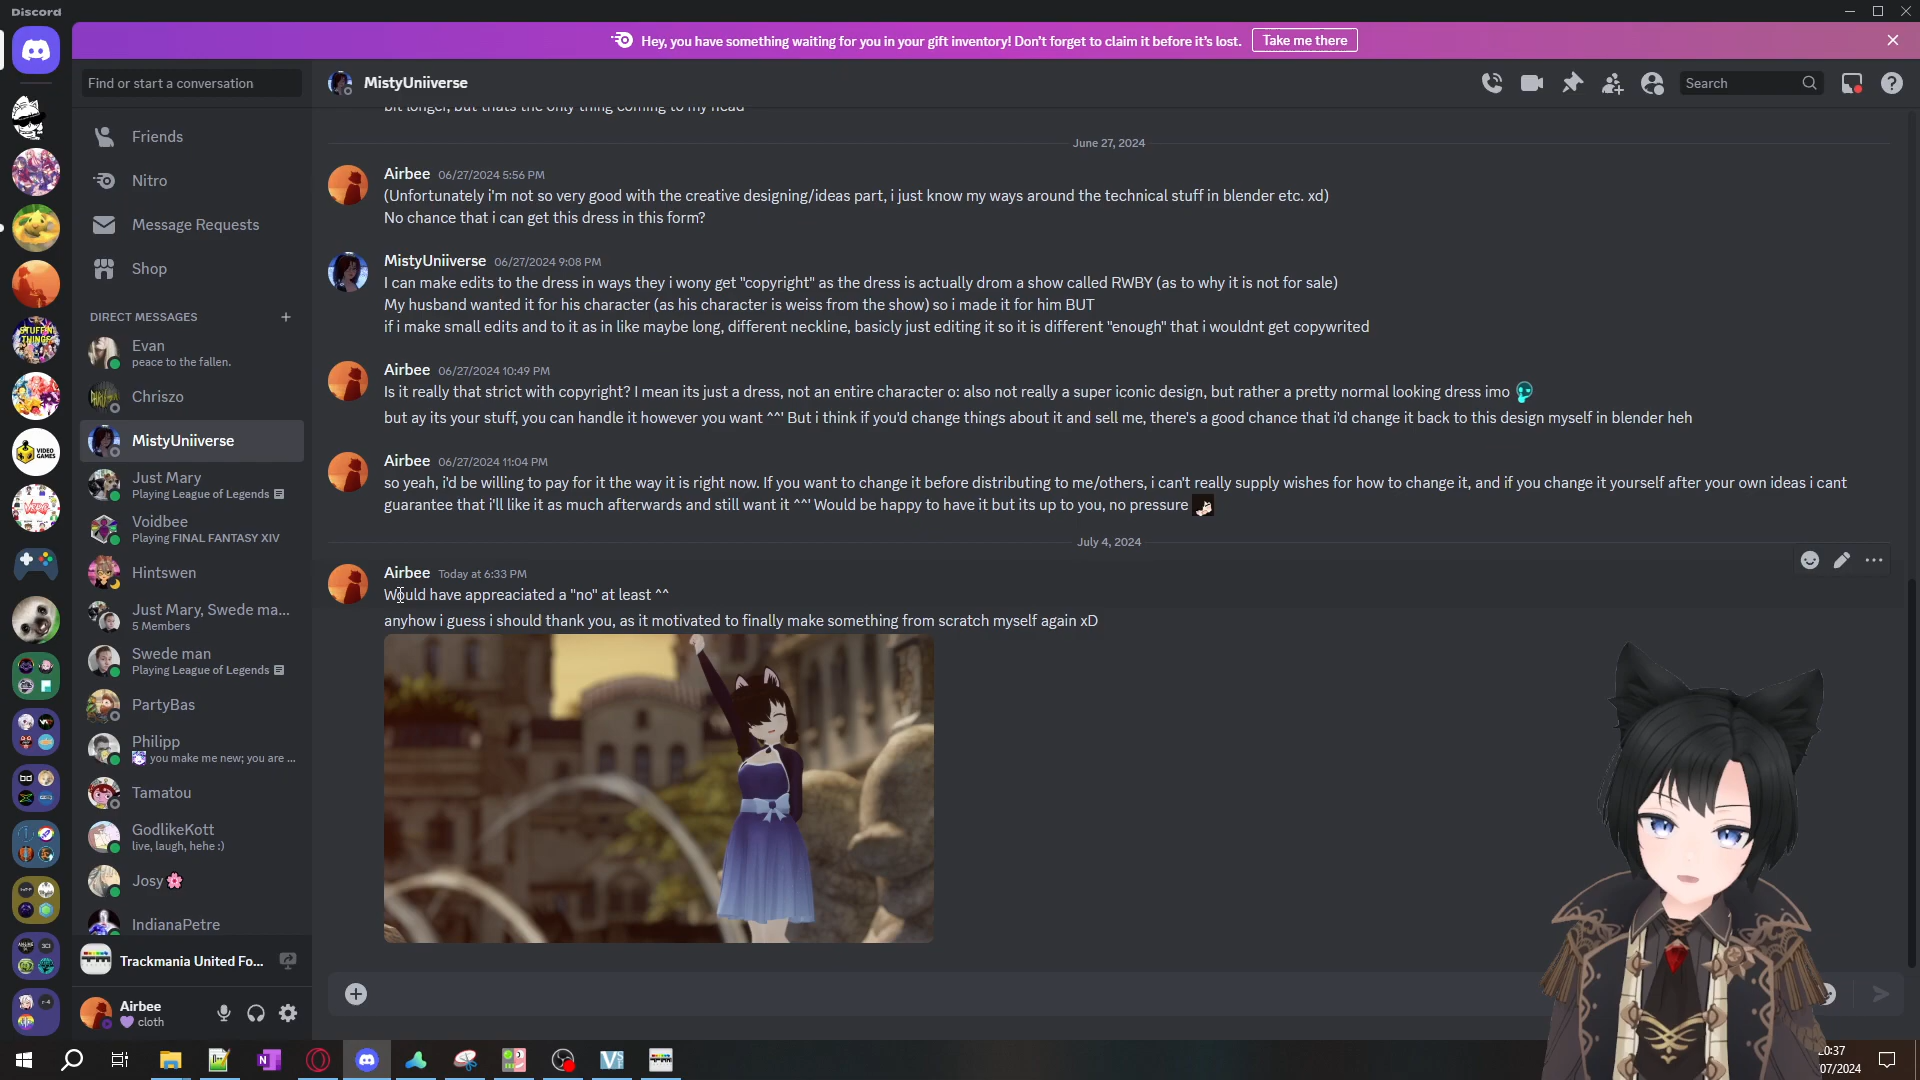 Discord
Hey, you have something waiting for you in your gift inventory! Don't forget to claim it before it's lost.
Take me there
Find or start a conversation
Friends
Nitro
Message Requests
Shop
DIRECT MESSAGES
Evan
peace to the fallen.
Chriszo
MistyUniiverse
Just Mary
Playing League of Legends
Voidbee
Playing FINAL FANTASY XIV
Hintswen
Just Mary, Swede ma...
5 Members
Swede man
Playing League of Legends
PartyBas
Philipp
you make me new; you are ...
Tamatou
GodlikeKott
live, laugh, hehe :)
Josy
IndianaPetre
Trackmania United Fo...
Airbee
cloth
MistyUniiverse
Search
bit longer, but thats the only thing coming to my head
June 27, 2024
Airbee 06/27/2024 5:56 PM
(Unfortunately i'm not so very good with the creative designing/ideas part, i just know my ways around the technical stuff in blender etc. xd)
No chance that i can get this dress in this form?
MistyUniiverse 06/27/2024 9:08 PM
I can make edits to the dress in ways they i wony get "copyright" as the dress is actually drom a show called RWBY (as to why it is not for sale)
My husband wanted it for his character (as his character is weiss from the show) so i made it for him BUT
if i make small edits and to it as in like maybe long, different neckline, basicly just editing it so it is different "enough" that i wouldnt get copywrited
Airbee 06/27/2024 10:49 PM
Is it really that strict with copyright? I mean its just a dress, not an entire character o: also not really a super iconic design, but rather a pretty normal looking dress imo
but ay its your stuff, you can handle it however you want ^^' But i think if you'd change things about it and sell me, there's a good chance that i'd change it back to this design myself in blender heh
Airbee 06/27/2024 11:04 PM
so yeah, i'd be willing to pay for it the way it is right now. If you want to change it before distributing to me/others, i can't really supply wishes for how to change it, and if you change it yourself after your own ideas i cant
guarantee that i'll like it as much afterwards and still want it ^^' Would be happy to have it but its up to you, no pressure
July 4, 2024
Airbee Today at 6:33 PM
Would have appreaciated a "no" at least ^^
anyhow i guess i should thank you, as it motivated to finally make something from scratch myself again xD
VIDEO
GAMES
:37
07/2024